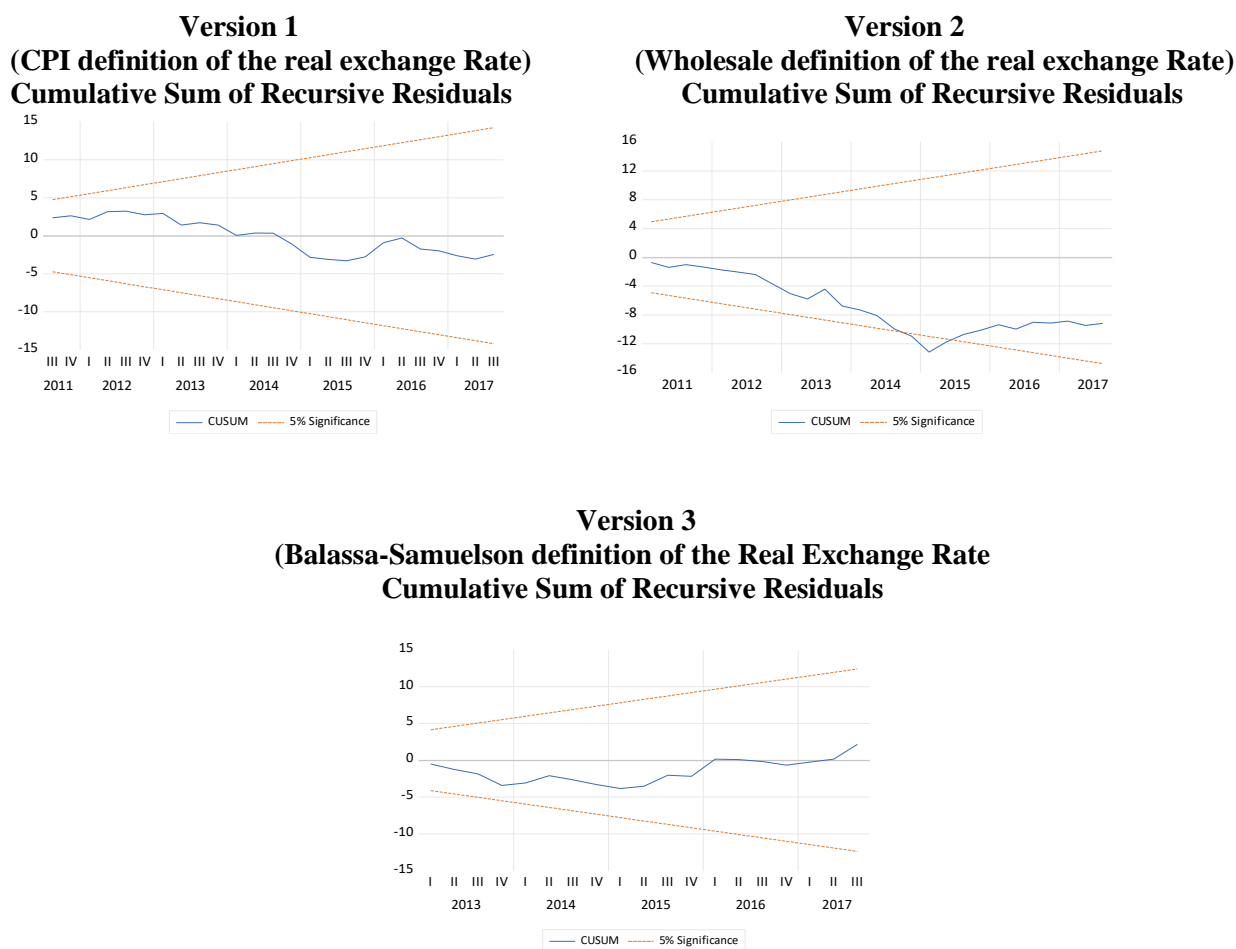 Version 1
(CPI definition of the real exchange Rate)
Cumulative Sum of Recursive Residuals
15
10
5
0
-5
-10
-15
III IV I II III IV I II III IV I II III IV I II III IV I II III IV I II III
2011 2012 2013 2014 2015 2016 2017
CUSUM 5% Significance
Version 2
(Wholesale definition of the real exchange Rate)
Cumulative Sum of Recursive Residuals
16
12
8
4
0
-4
-8
-12
-16
2011 2012 2013 2014 2015 2016 2017
CUSUM 5% Significance
Version 3
(Balassa-Samuelson definition of the Real Exchange Rate
Cumulative Sum of Recursive Residuals
15
10
5
0
-5
-10
-15
I II III IV I II III IV I II III IV I II III IV I II III
2013 2014 2015 2016 2017
CUSUM 5% Significance